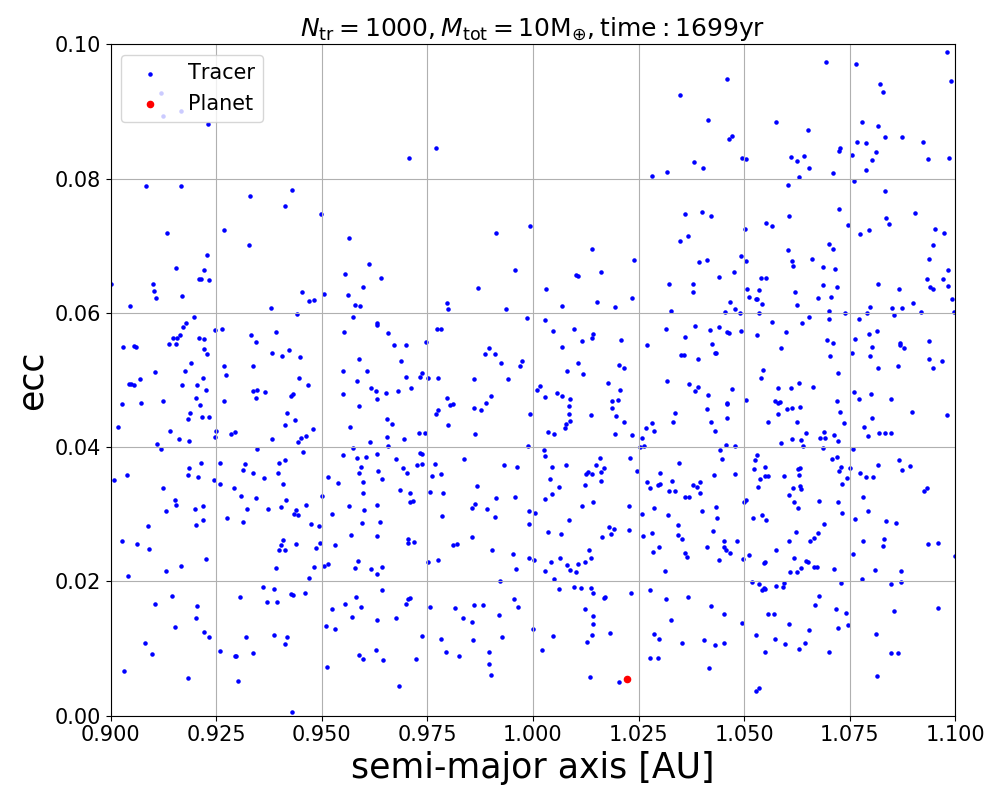 N_tr = 1000, M_tot = 10M_⊕, time : 1699yr
Tracer
Planet
ecc
0.10
0.08
0.06
0.04
0.02
0.00
0.900 0.925 0.950 0.975 1.000 1.025 1.050 1.075 1.100
semi-major axis [AU]